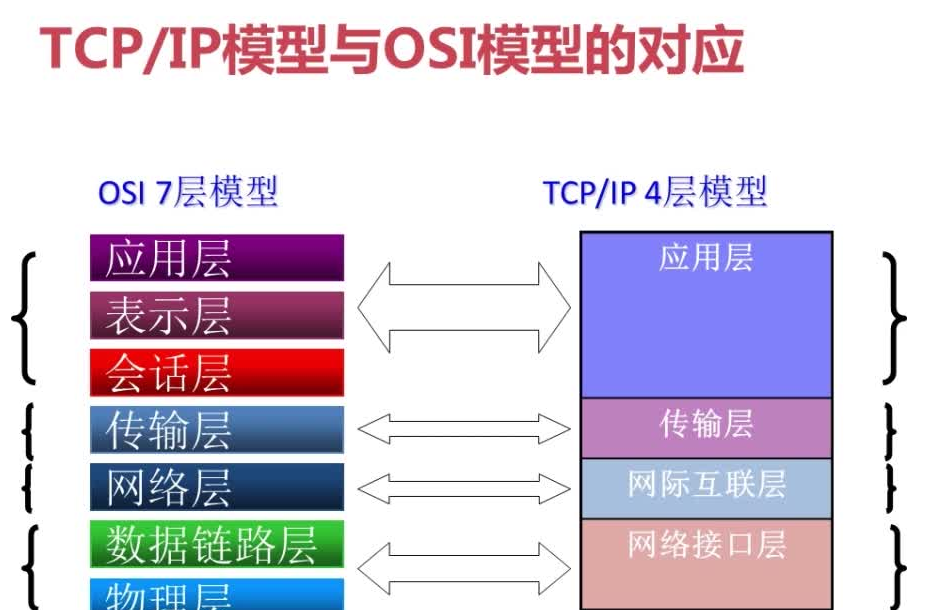 TCP/IP模型与OSI模型的对应
OSI 7层模型
应用层
表示层
会话层
传输层
网络层
数据链路层
物理层
TCP/IP 4层模型
应用层
传输层
网际互联层
网络接口层